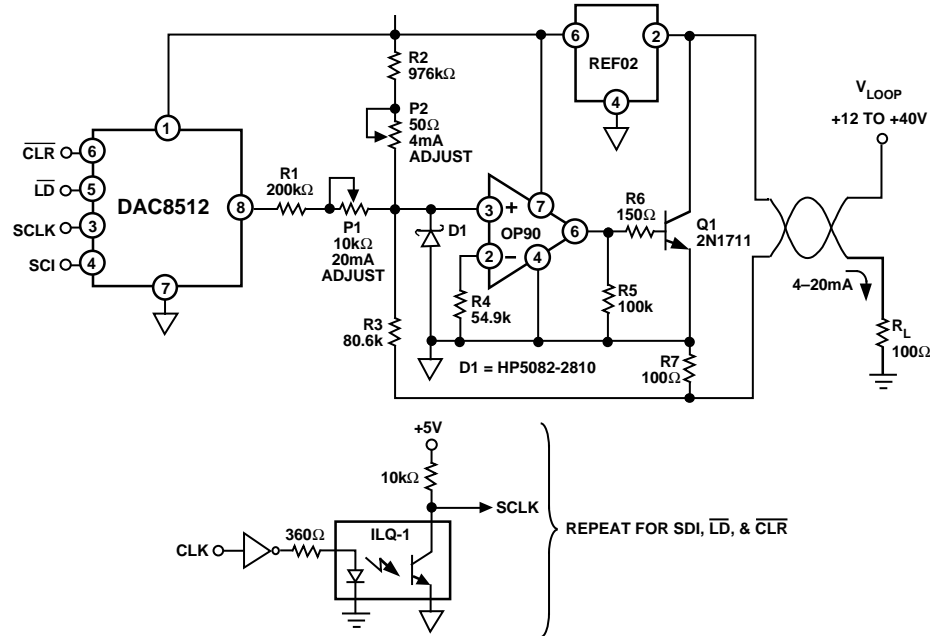 6
2
REF02
4
R2
976kΩ
P2
50Ω
4mA
ADJUST
V_LOOP
+12 TO +40V
1
CLR
6
LD
5
SCLK
3
SCI
4
DAC8512
8
7
R1
200kΩ
P1
10kΩ
20mA
ADJUST
D1
3
+
7
OP90
6
2
–
4
R6
150Ω
Q1
2N1711
R4
54.9k
R5
100k
4–20mA
R3
80.6k
D1 = HP5082-2810
R7
100Ω
R_L
100Ω
+5V
10kΩ
SCLK
CLK
360Ω
ILQ-1
REPEAT FOR SDI, LD, & CLR